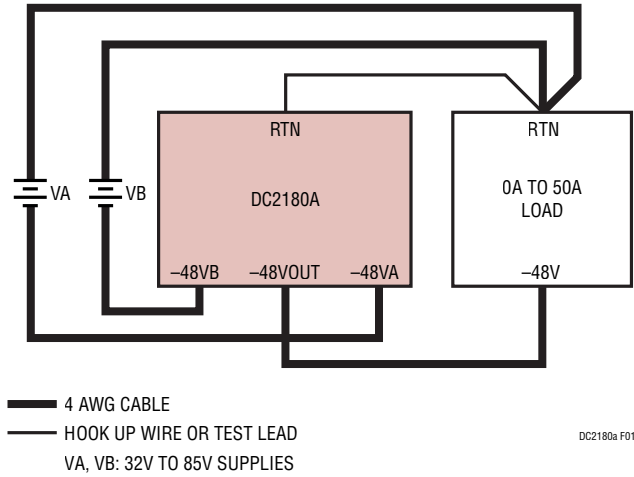 RTN
RTN
VA
VB
DC2180A
0A TO 50A
LOAD
–48VB
–48VOUT
–48VA
–48V
4 AWG CABLE
HOOK UP WIRE OR TEST LEAD
DC2180a F01
VA, VB: 32V TO 85V SUPPLIES